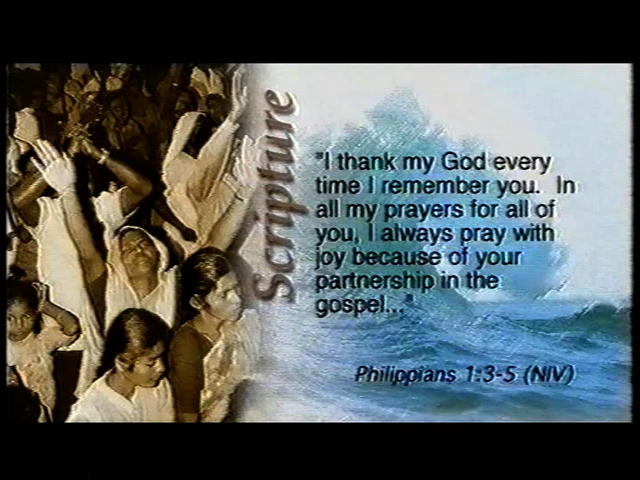 Scripture
"I thank my God every
time I remember you. In
all my prayers for all of
you, I always pray with
joy because of your
partnership in the
gospel..."
Philippians 1:3-5 (NIV)